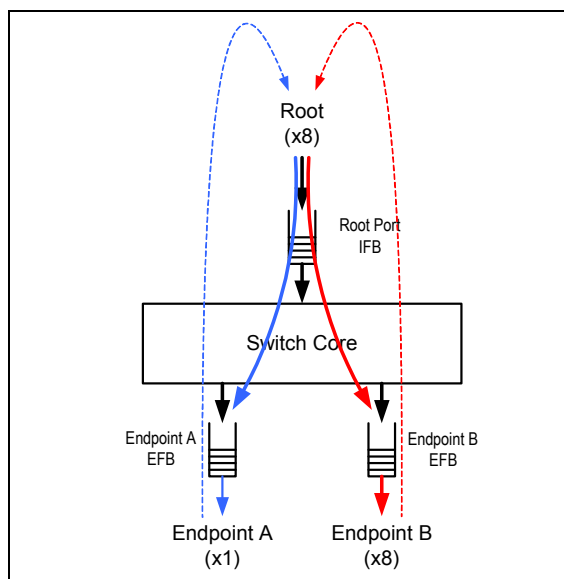 Root
(x8)
Root Port
IFB
Switch Core
Endpoint A
EFB
Endpoint B
EFB
Endpoint A
(x1)
Endpoint B
(x8)